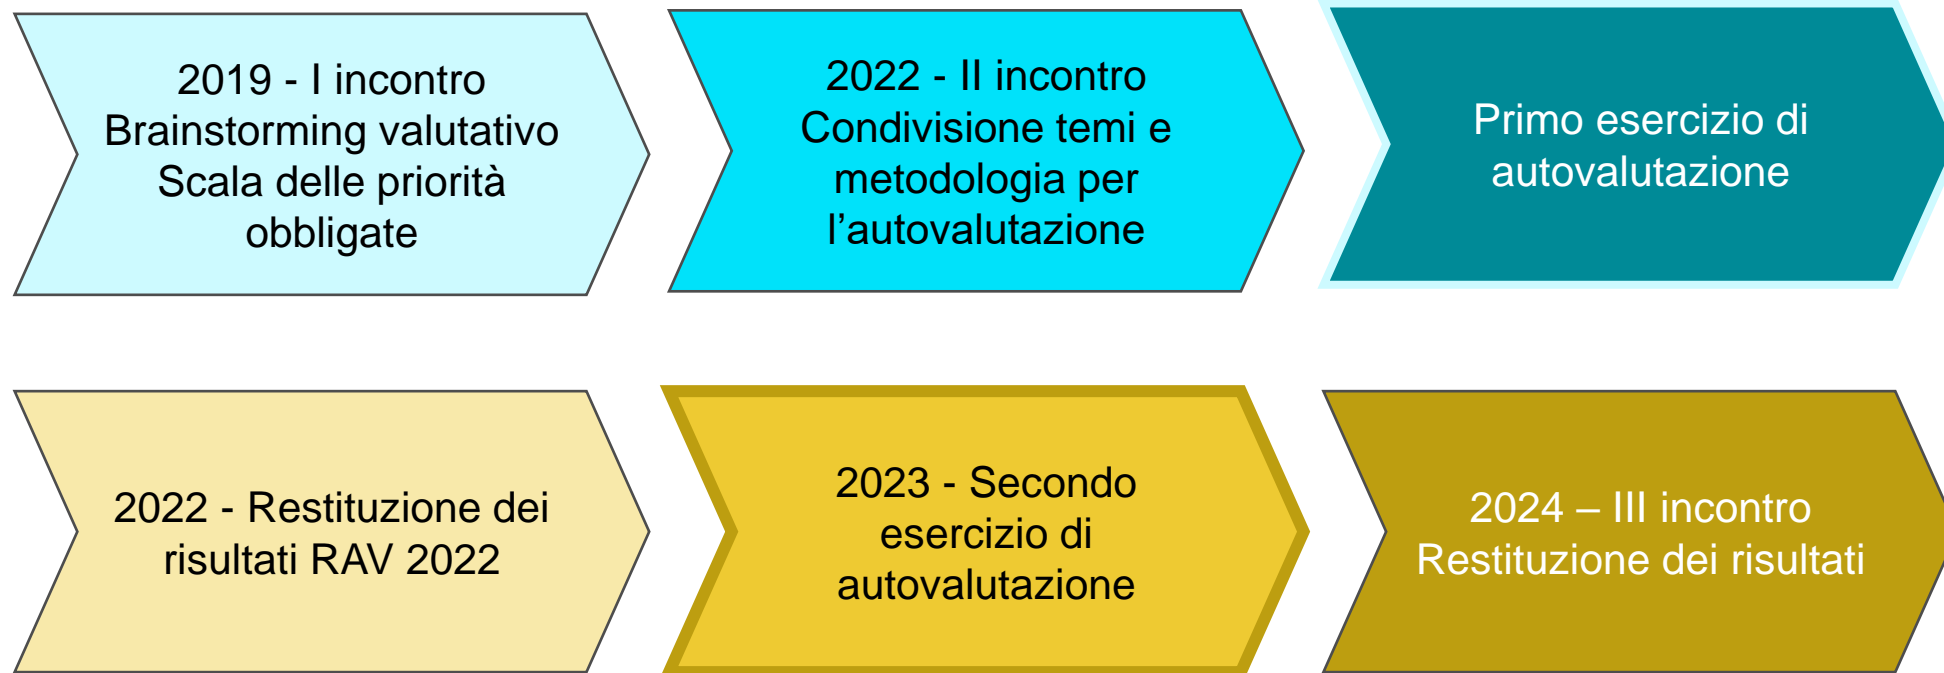 2019 - I incontro
Brainstorming valutativo
Scala delle priorità
obbligate
2022 - II incontro
Condivisione temi e
metodologia per
l’autovalutazione
Primo esercizio di
autovalutazione
2022 - Restituzione dei
risultati RAV 2022
2023 - Secondo
esercizio di
autovalutazione
2024 – III incontro
Restituzione dei risultati